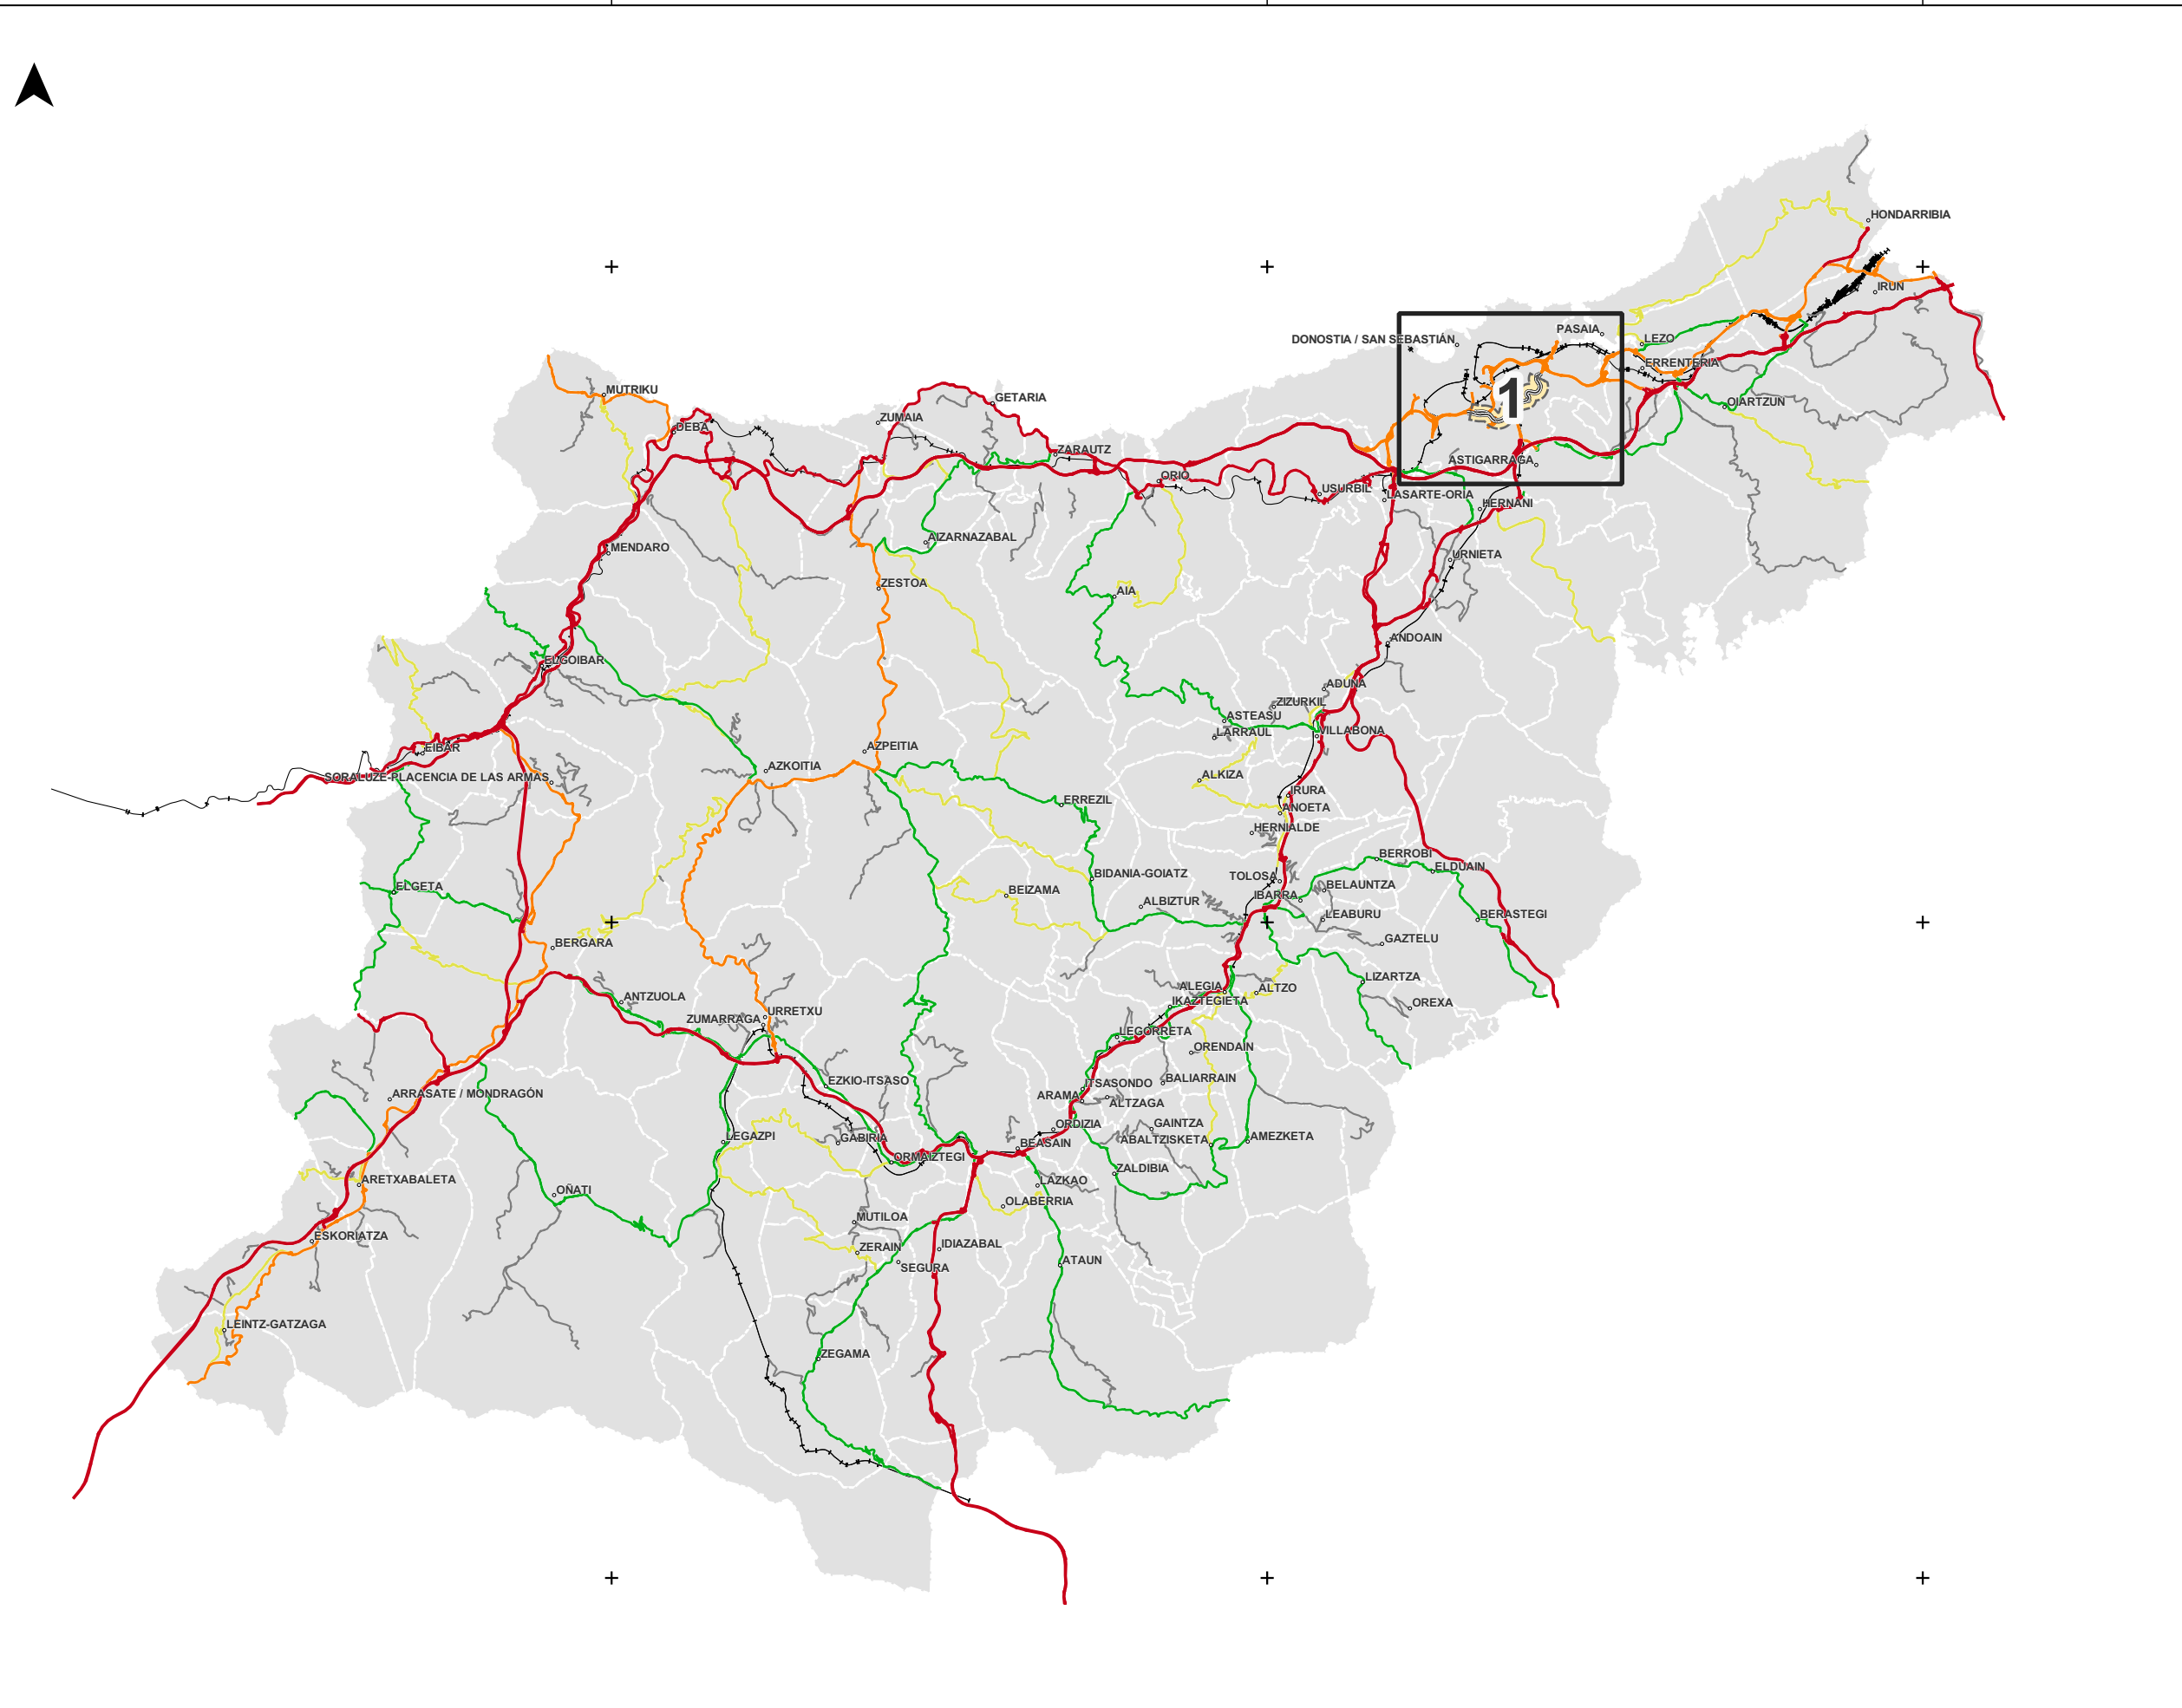 HONDARRIBIA
IRUN
PASAIA
DONOSTIA / SAN SEBASTIÁN
LEZO
ERRENTERIA
1
MUTRIKU
GETARIA
OIARTZUN
ZUMAIA
DEBA
ZARAUTZ
ASTIGARRAGA
ORIO
USURBIL
LASARTE-ORIA
HERNANI
AIZARNAZABAL
MENDARO
URNIETA
ZESTOA
AIA
ANDOAIN
ELGOIBAR
ADUNA
ZIZURKIL
ASTEASU
LARRAUL
VILLABONA
EIBAR
AZPEITIA
AZKOITIA
SORALUZE-PLACENCIA DE LAS ARMAS
ALKIZA
IRURA
ERREZIL
ANOETA
HERNIALDE
BERROBI
ELDUAIN
BIDANIA-GOIATZ
TOLOSA
BELAUNTZA
ELGETA
BEIZAMA
IBARRA
ALBIZTUR
LEABURU
BERASTEGI
GAZTELU
BERGARA
LIZARTZA
ALEGIA
ALTZO
ANTZUOLA
IKAZTEGIETA
OREXA
URRETXU
ZUMARRAGA
LEGORRETA
ORENDAIN
EZKIO-ITSASO
BALIARRAIN
ITSASONDO
ARRASATE / MONDRAGÓN
ARAMA
ALTZAGA
ORDIZIA
GAINTZA
LEGAZPI
GABIRIA
ABALTZISKETA
AMEZKETA
BEASAIN
ORMAIZTEGI
ZALDIBIA
ARETXABALETA
LAZKAO
OÑATI
OLABERRIA
MUTILOA
ESKORIATZA
IDIAZABAL
ZERAIN
ATAUN
SEGURA
LEINTZ-GATZAGA
ZEGAMA